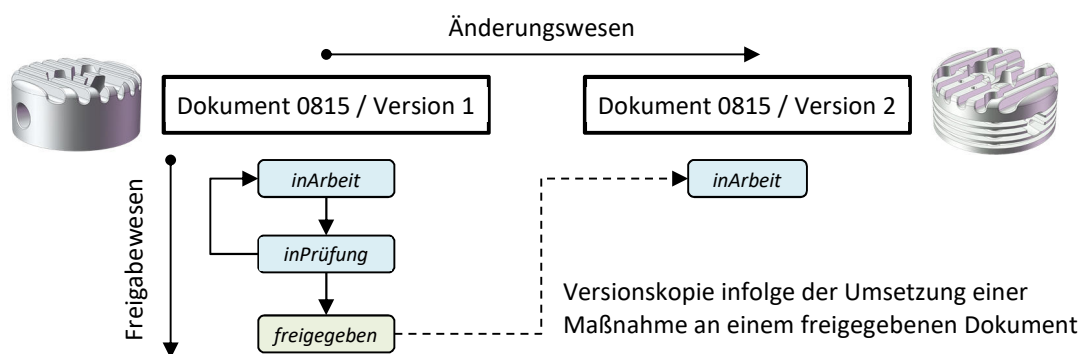 Änderungswesen
Dokument 0815 / Version 1
Dokument 0815 / Version 2
Freigabewesen
inArbeit
inArbeit
inPrüfung
freigegeben
Versionskopie infolge der Umsetzung einer
Maßnahme an einem freigegebenen Dokument